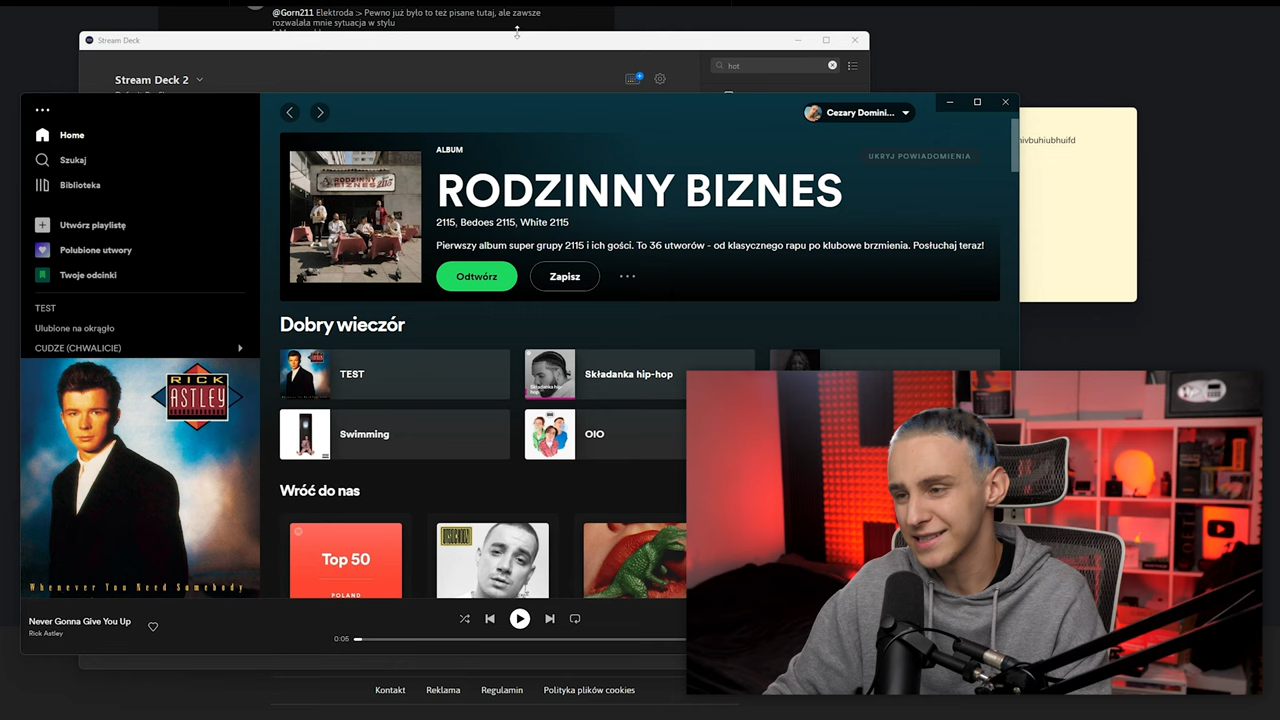 @Gorn211 Elektroda :> Pewno już było to też pisane tutaj, ale zawsze
rozwalała mnie sytuacja w stylu
Stream Deck
Stream Deck 2
hot
Home
Szukaj
Biblioteka
Utwórz playlistę
Polubione utwory
Twoje odcinki
TEST
Ulubione na okrągło
CUDZE (CHWALICIE)
RICK
ASTLEY
Whenever You Need Somebody
Cezary Domini...
ALBUM
UKRYJ POWIADOMIENIA
RODZINNY BIZNES
2115, Bedoes 2115, White 2115
Pierwszy album super grupy 2115 i ich gości. To 36 utworów - od klasycznego rapu po klubowe brzmienia. Posłuchaj teraz!
Odtwórz
Zapisz
Dobry wieczór
TEST
Składanka hip-hop
Swimming
OIO
Wróć do nas
Top 50
POLAND
Never Gonna Give You Up
Rick Astley
0:05
Kontakt
Reklama
Regulamin
Polityka plików cookies